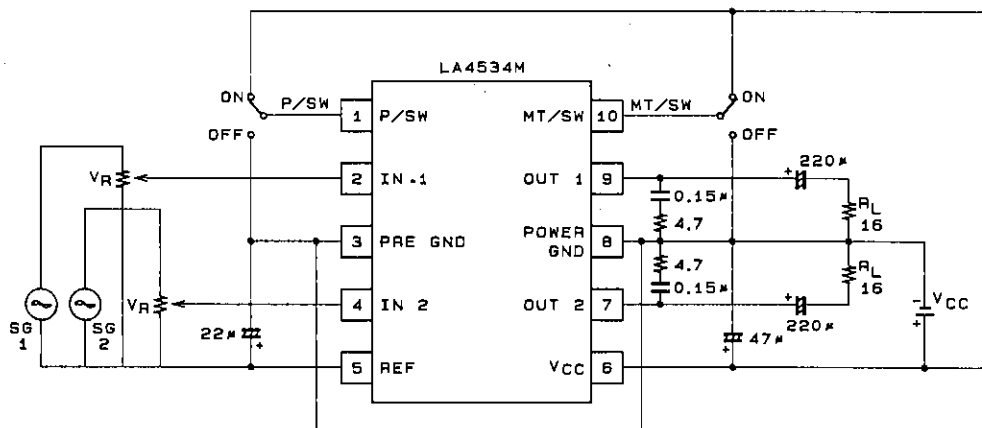 LA4534M
ON
P/SW
1
P/SW
OFF
MT/SW
10
MT/SW
ON
OFF
VR
2
IN-1
OUT 1
9
220μ
0.15μ
4.7
RL
16
3
PRE GND
POWER
GND
8
4.7
0.15μ
RL
16
VR
4
IN 2
OUT 2
7
220μ
SG
1
SG
2
22μ
5
REF
VCC
6
47μ
VCC